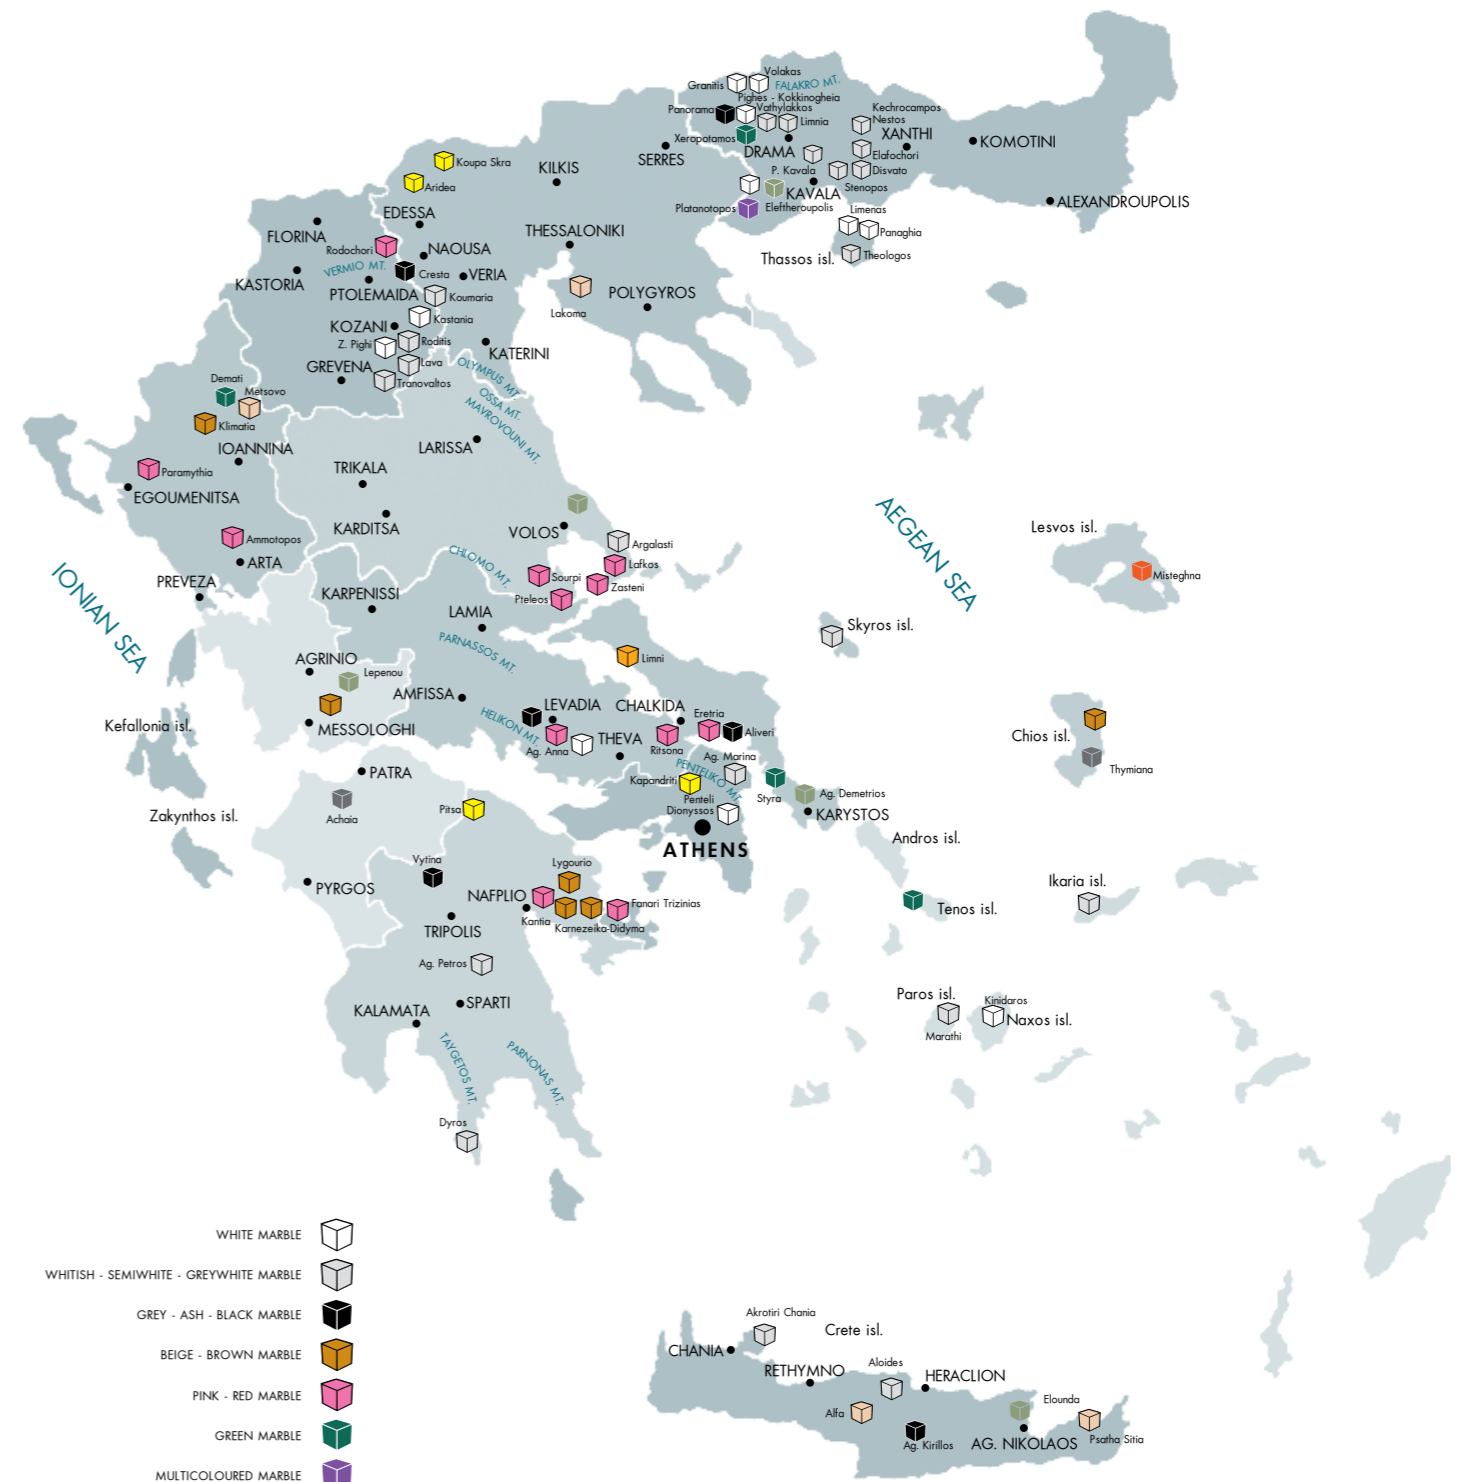 Volakas
Granitis
FALAKRO MT.
Pighes - Kokkinogheia
Panorama
Vathylakkos
Kechrocampos
Nestos
Limnia
XANTHI
KOMOTINI
Xeropotamos
DRAMA
Elafochori
SERRES
P. Kavala
Disvato
Koupa Skra
KILKIS
Stenopos
Aridea
KAVALA
ALEXANDROUPOLIS
Platanotopos
Eleftheroupolis
Limenas
EDESSA
Panaghia
FLORINA
THESSALONIKI
Rodochori
NAOUSA
Thassos isl.
Theologos
VERMIO MT.
Cresta
VERIA
KASTORIA
PTOLEMAIDA
Koumaria
POLYGYROS
Lakoma
Kastania
KOZANI
Z. Pighi
Roditis
KATERINI
Lava
GREVENA
Tranovaltos
OLYMPUS MT.
OSSA MT.
MAVROVOUNI MT.
Demati
Metsovo
Klimatia
IOANNINA
LARISSA
TRIKALA
Paramythia
EGOUMENITSA
KARDITSA
VOLOS
AEGEAN SEA
Lesvos isl.
Ammotopos
Argalasti
ARTA
CHLOMO MT.
Lafkos
Sourpi
Zasteni
Misteghna
IONIAN SEA
PREVEZA
KARPENISSI
Pteleos
LAMIA
Skyros isl.
PARNASSOS MT.
Limni
AGRINIO
Lepenou
AMFISSA
LEVADIA
CHALKIDA
Eretria
Kefallonia isl.
MESSOLOGHI
HELIKON MT.
Ag. Anna
THEVA
Ritsona
Aliveri
Chios isl.
Ag. Marina
PENTELIKO MT.
Thymiana
PATRA
Kapandriti
Styra
Ag. Demetrios
Penteli
Dionyssos
KARYSTOS
Zakynthos isl.
Achaia
Pitsa
ATHENS
Andros isl.
Vytina
Lygourio
PYRGOS
NAFPLIO
Fanari Trizinias
Ikaria isl.
Tenos isl.
Kantia
Karnezeika-Didyma
TRIPOLIS
Ag. Petros
Paros isl.
Kinidaros
SPARTI
KALAMATA
Naxos isl.
Marathi
TAYGETOS MT.
PARNONAS MT.
Dyros
WHITE MARBLE
WHITISH - SEMIWHITE - GREYWHITE MARBLE
GREY - ASH - BLACK MARBLE
BEIGE - BROWN MARBLE
PINK - RED MARBLE
GREEN MARBLE
MULTICOLOURED MARBLE
Akrotiri Chania
Crete isl.
CHANIA
RETHYMNO
Aloides
HERACLION
Elounda
Alfa
Ag. Kirillos
AG. NIKOLAOS
Psatha Sitia